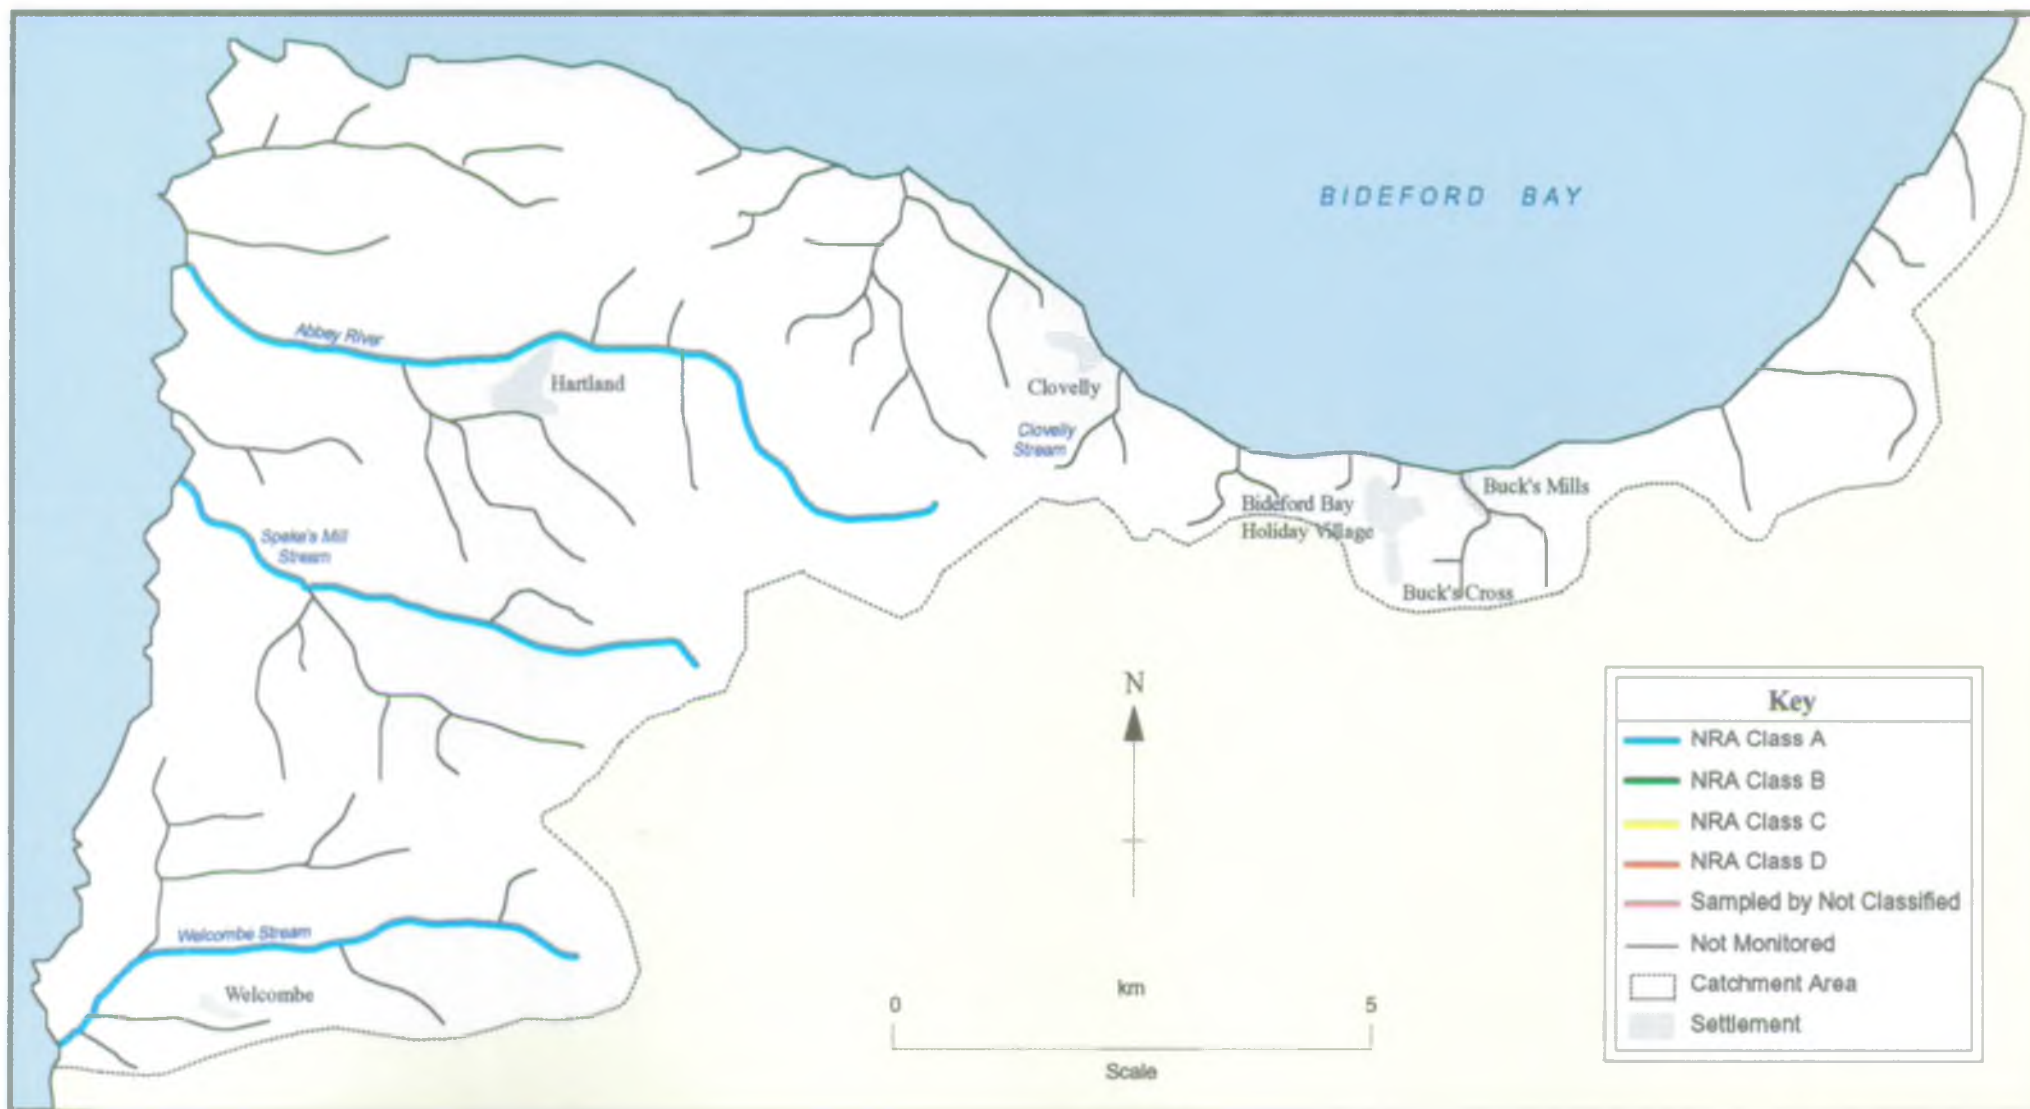 BIDEFORD BAY
Abbey River
Hartland
Clovelly
Clovelly
Stream
Bideford Bay
Holiday Village
Buck's Mills
Buck's Cross
Speke's Mill
Stream
Welcombe Stream
Welcombe
N
km
0 5
Scale
Key
NRA Class A
NRA Class B
NRA Class C
NRA Class D
Sampled by Not Classified
Not Monitored
Catchment Area
Settlement